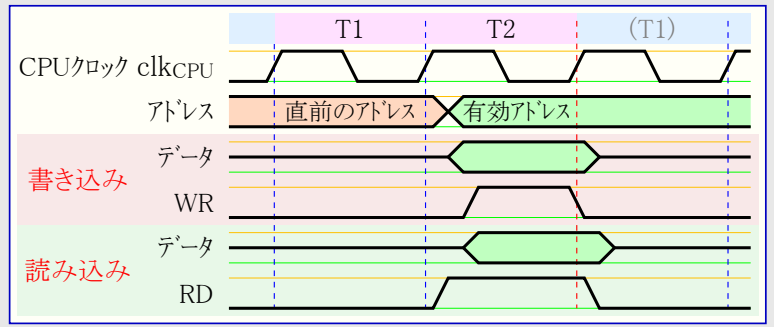 T1 T2 (T1)
CPUｸﾛｯｸ clkCPU
ｱﾄﾞﾚｽ 直前のｱﾄﾞﾚｽ 有効ｱﾄﾞﾚｽ
書き込み
ﾃﾞｰﾀ
WR
読み込み
ﾃﾞｰﾀ
RD